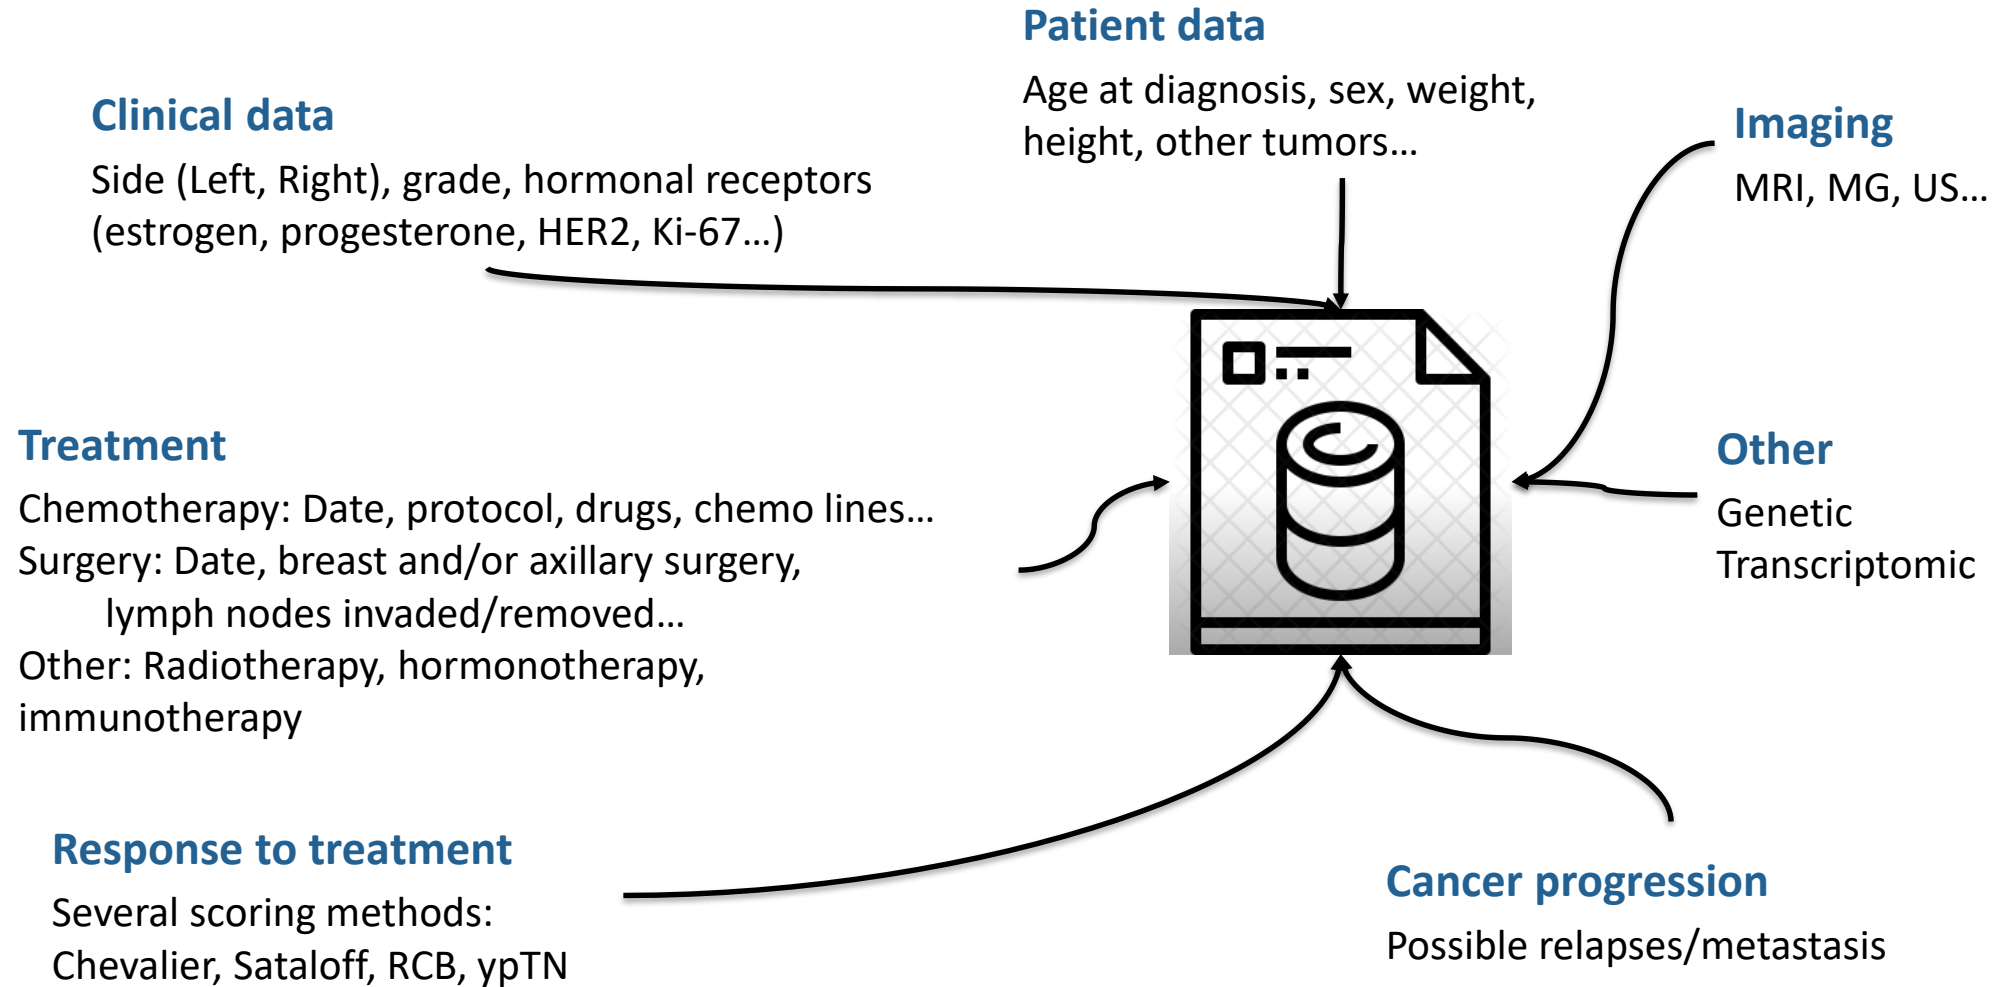 Patient data
Age at diagnosis, sex, weight,
height, other tumors…
Clinical data
Side (Left, Right), grade, hormonal receptors
(estrogen, progesterone, HER2, Ki-67…)
Imaging
MRI, MG, US…
Treatment
Chemotherapy: Date, protocol, drugs, chemo lines…
Surgery: Date, breast and/or axillary surgery,
lymph nodes invaded/removed…
Other: Radiotherapy, hormonotherapy,
immunotherapy
Other
Genetic
Transcriptomic
Response to treatment
Several scoring methods:
Chevalier, Sataloff, RCB, ypTN
Cancer progression
Possible relapses/metastasis